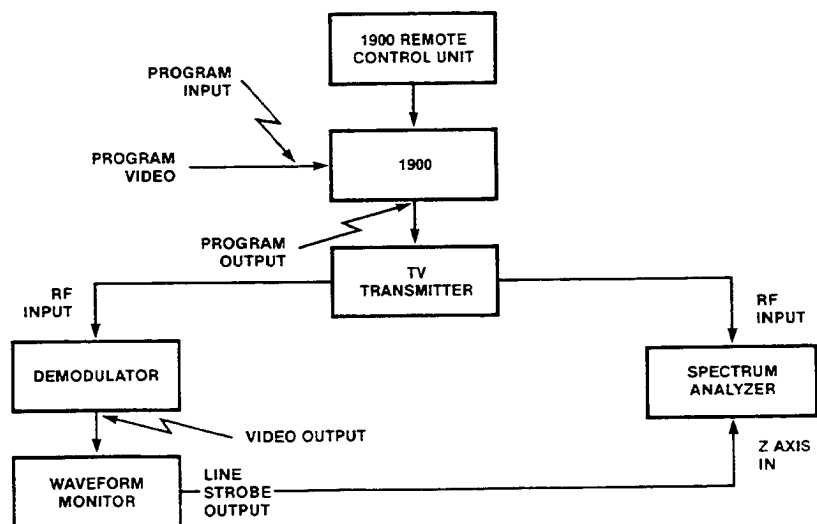 1900 REMOTE
CONTROL UNIT
PROGRAM
INPUT
PROGRAM
VIDEO
1900
PROGRAM
OUTPUT
TV
TRANSMITTER
RF
INPUT
RF
INPUT
DEMODULATOR
SPECTRUM
ANALYZER
VIDEO OUTPUT
Z AXIS
IN
WAVEFORM
MONITOR
LINE
STROBE
OUTPUT